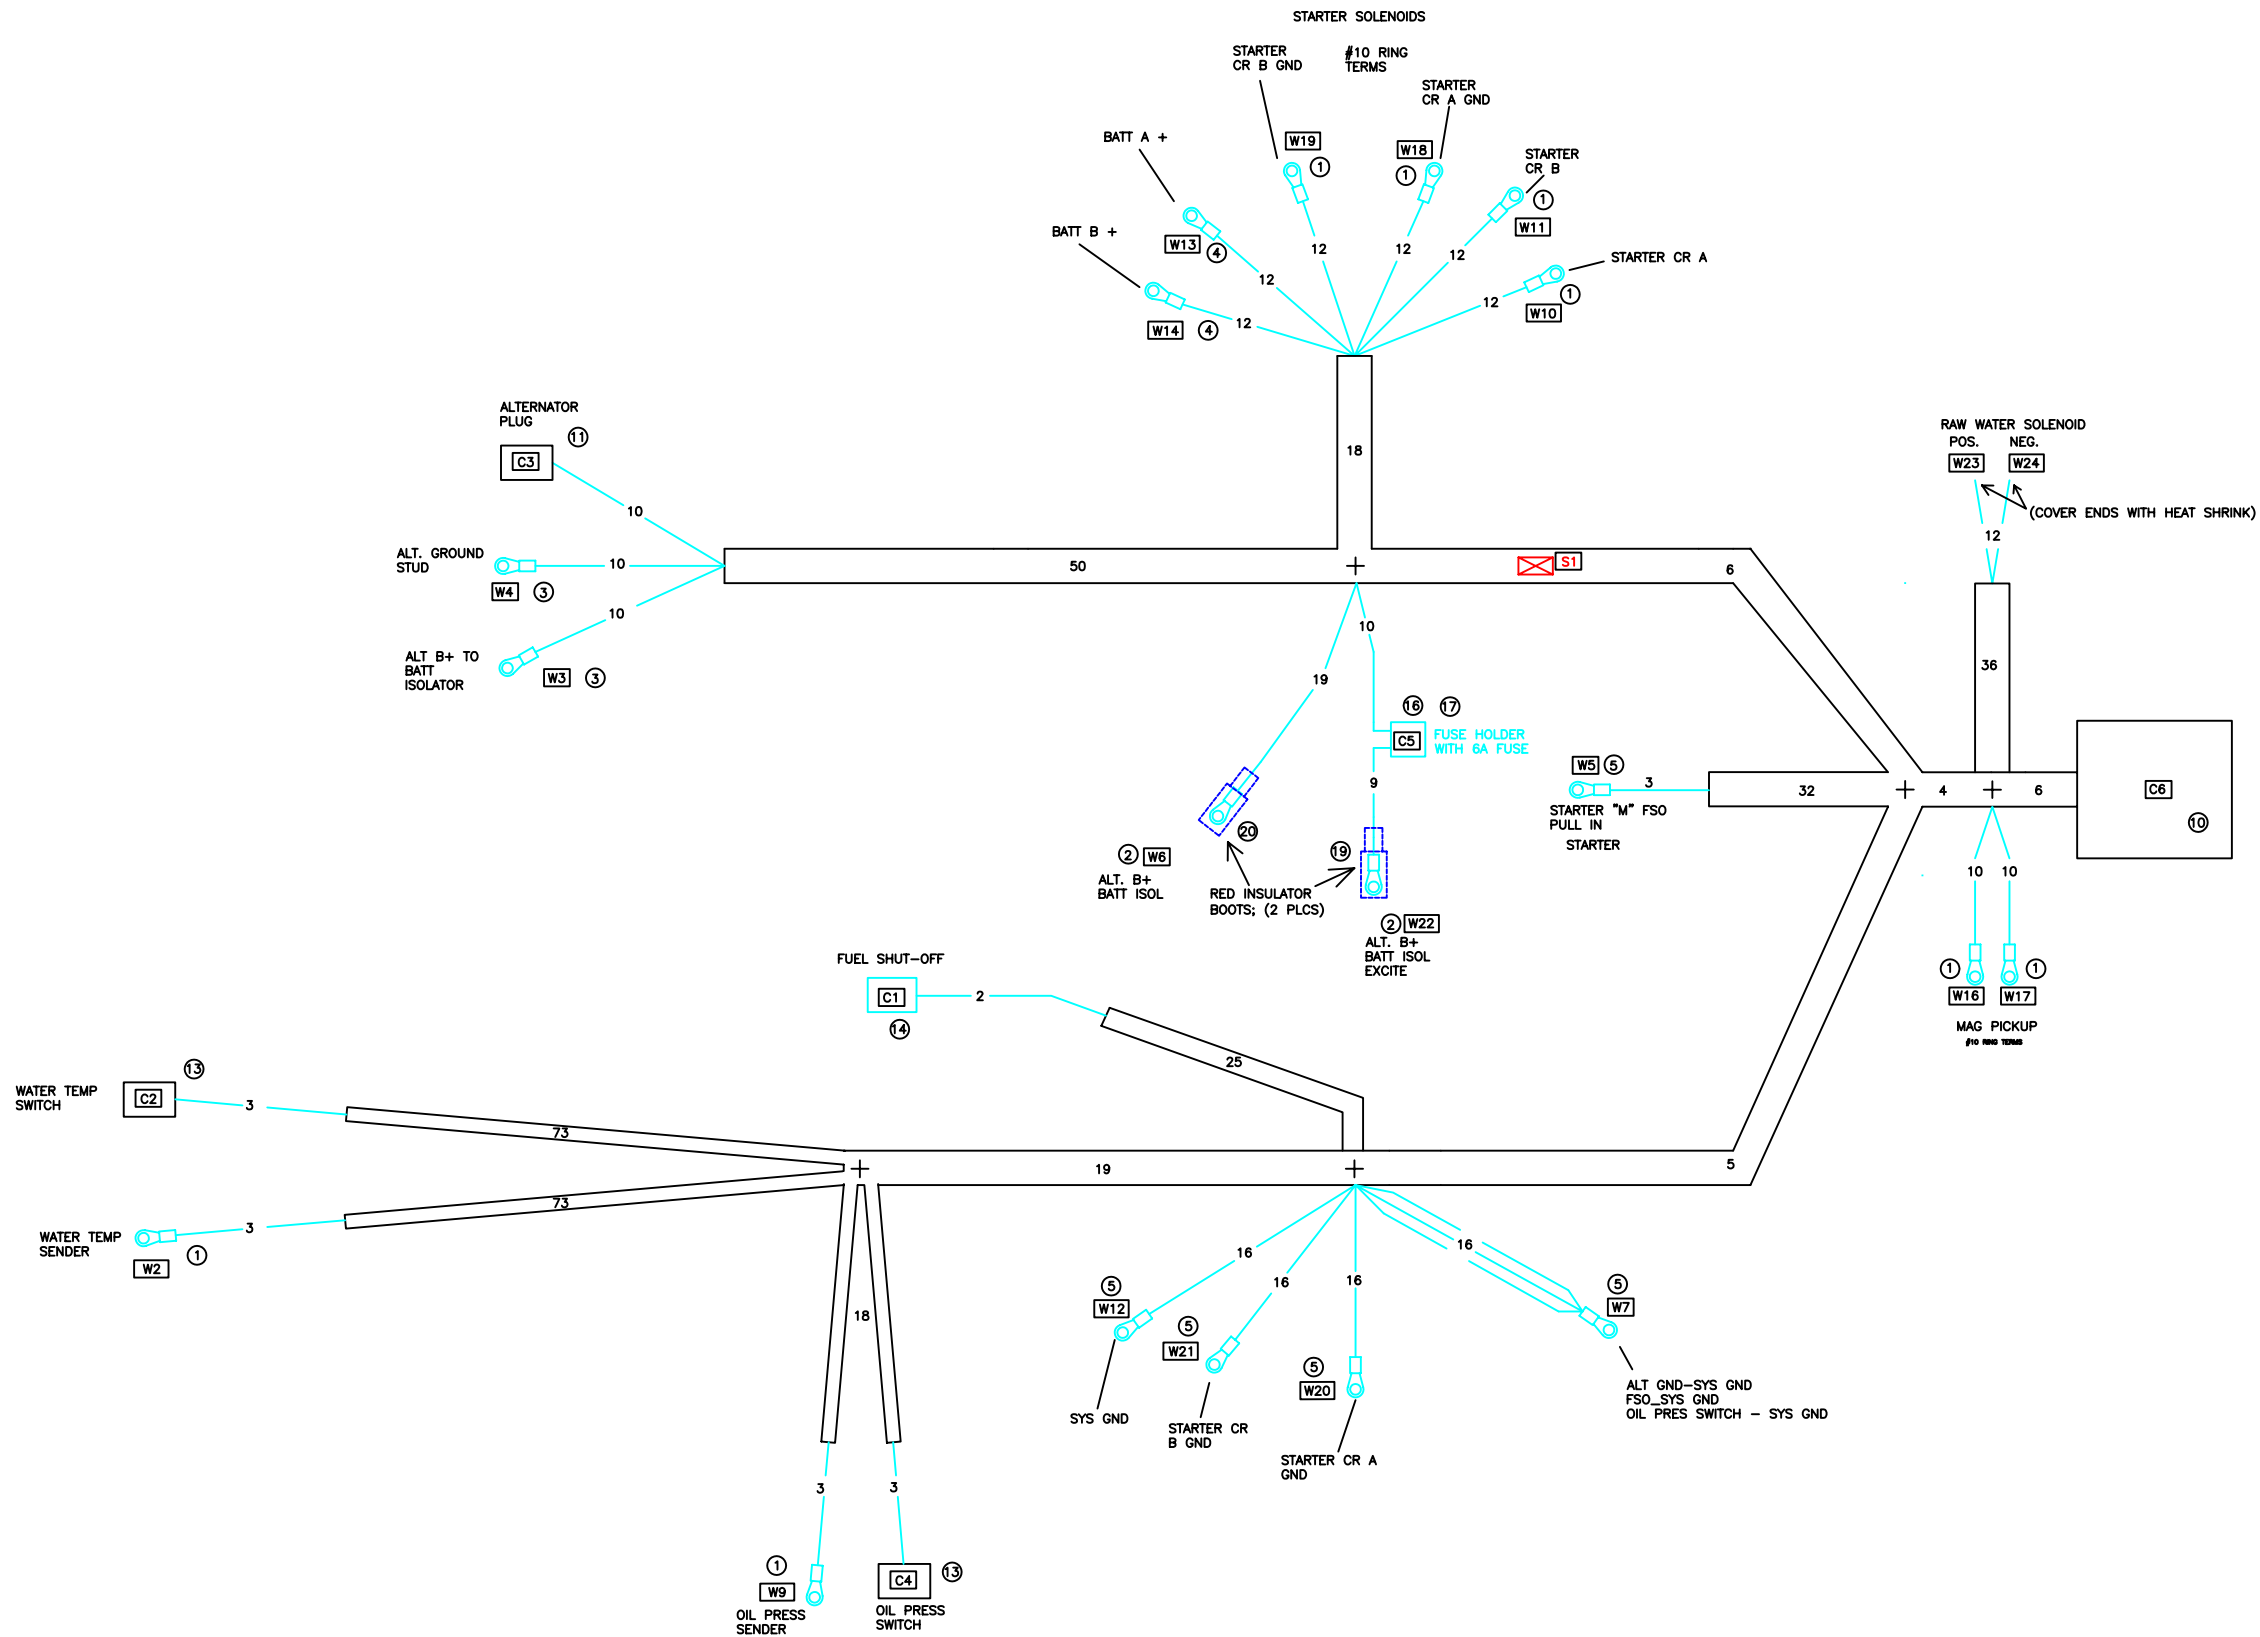 STARTER SOLENOIDS
STARTER
CR B GND
#10 RING
TERMS
STARTER
CR A GND
BATT A +
W19
1
W18
1
STARTER
CR B
1
W11
BATT B +
W13
4
12
12
12
12
STARTER CR A
1
W10
12
12
W14
4
ALTERNATOR
PLUG
11
C3
10
18
RAW WATER SOLENOID
POS.
NEG.
W23
W24
(COVER ENDS WITH HEAT SHRINK)
12
ALT. GROUND
STUD
10
W4
3
50
S1
6
10
ALT B+ TO
BATT
ISOLATOR
W3
3
10
19
36
16
17
C5
FUSE HOLDER
WITH 6A FUSE
W5
5
3
STARTER "M" FSO
PULL IN
STARTER
32
4
6
C6
10
9
20
19
2
W6
ALT. B+
BATT ISOL
RED INSULATOR
BOOTS; (2 PLCS)
2
W22
ALT. B+
BATT ISOL
EXCITE
10
10
1
W16
1
W17
MAG PICKUP
#10 RING TERMS
FUEL SHUT-OFF
C1
2
14
25
13
WATER TEMP
SWITCH
C2
3
73
19
5
73
WATER TEMP
SENDER
3
1
W2
18
16
16
16
16
5
W12
5
W21
5
W20
5
W7
SYS GND
STARTER CR
B GND
STARTER CR A
GND
ALT GND-SYS GND
FSO_SYS GND
OIL PRES SWITCH - SYS GND
3
3
1
W9
OIL PRESS
SENDER
C4
13
OIL PRESS
SWITCH